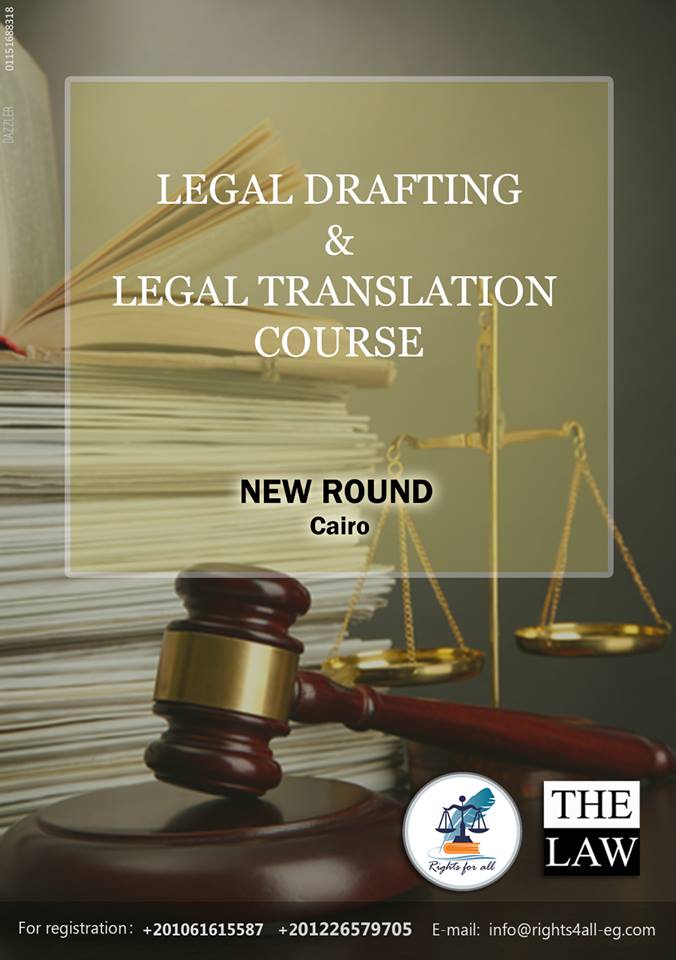 01151688318
DAZZLER
LEGAL DRAFTING
&
LEGAL TRANSLATION
COURSE
NEW ROUND
Cairo
Rights for all
THE
LAW
For registration: +201061615587 +201226579705 E-mail: info@rights4all-eg.com